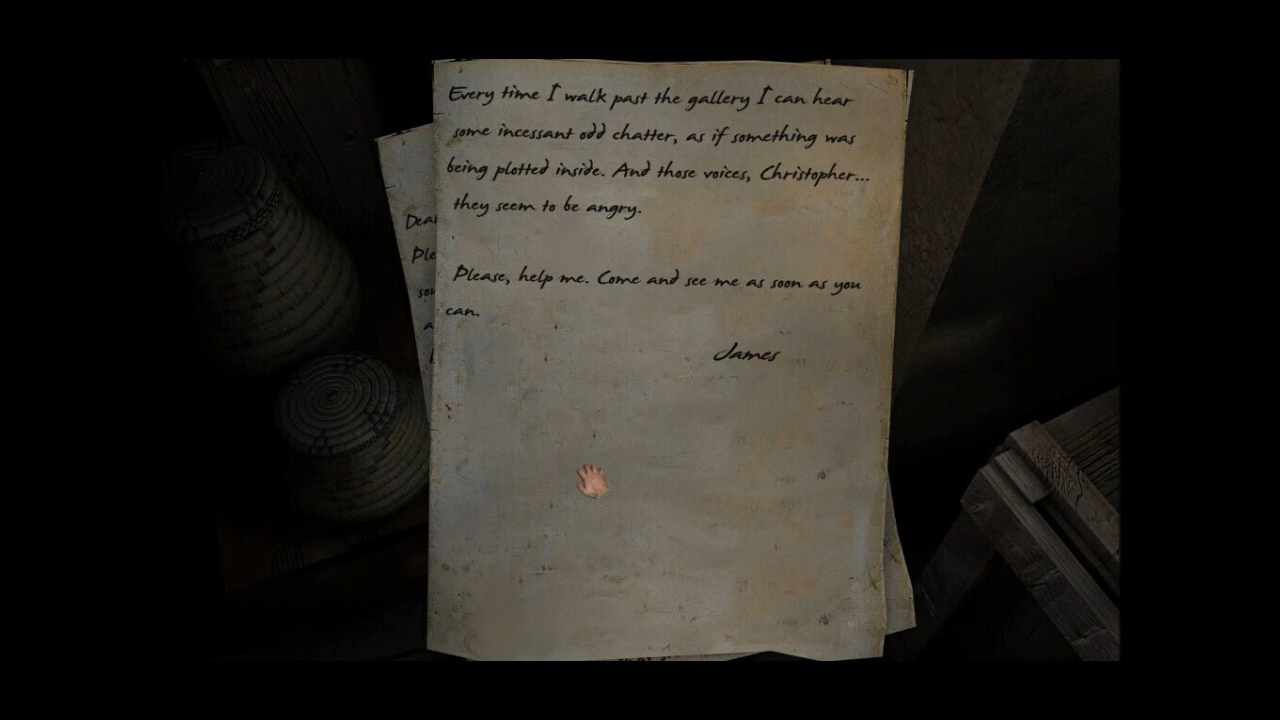 Every time I walk past the gallery I can hear
some incessant odd chatter, as if something was
being plotted inside. And those voices, Christopher...
they seem to be angry.
Please, help me. Come and see me as soon as you
can.
James